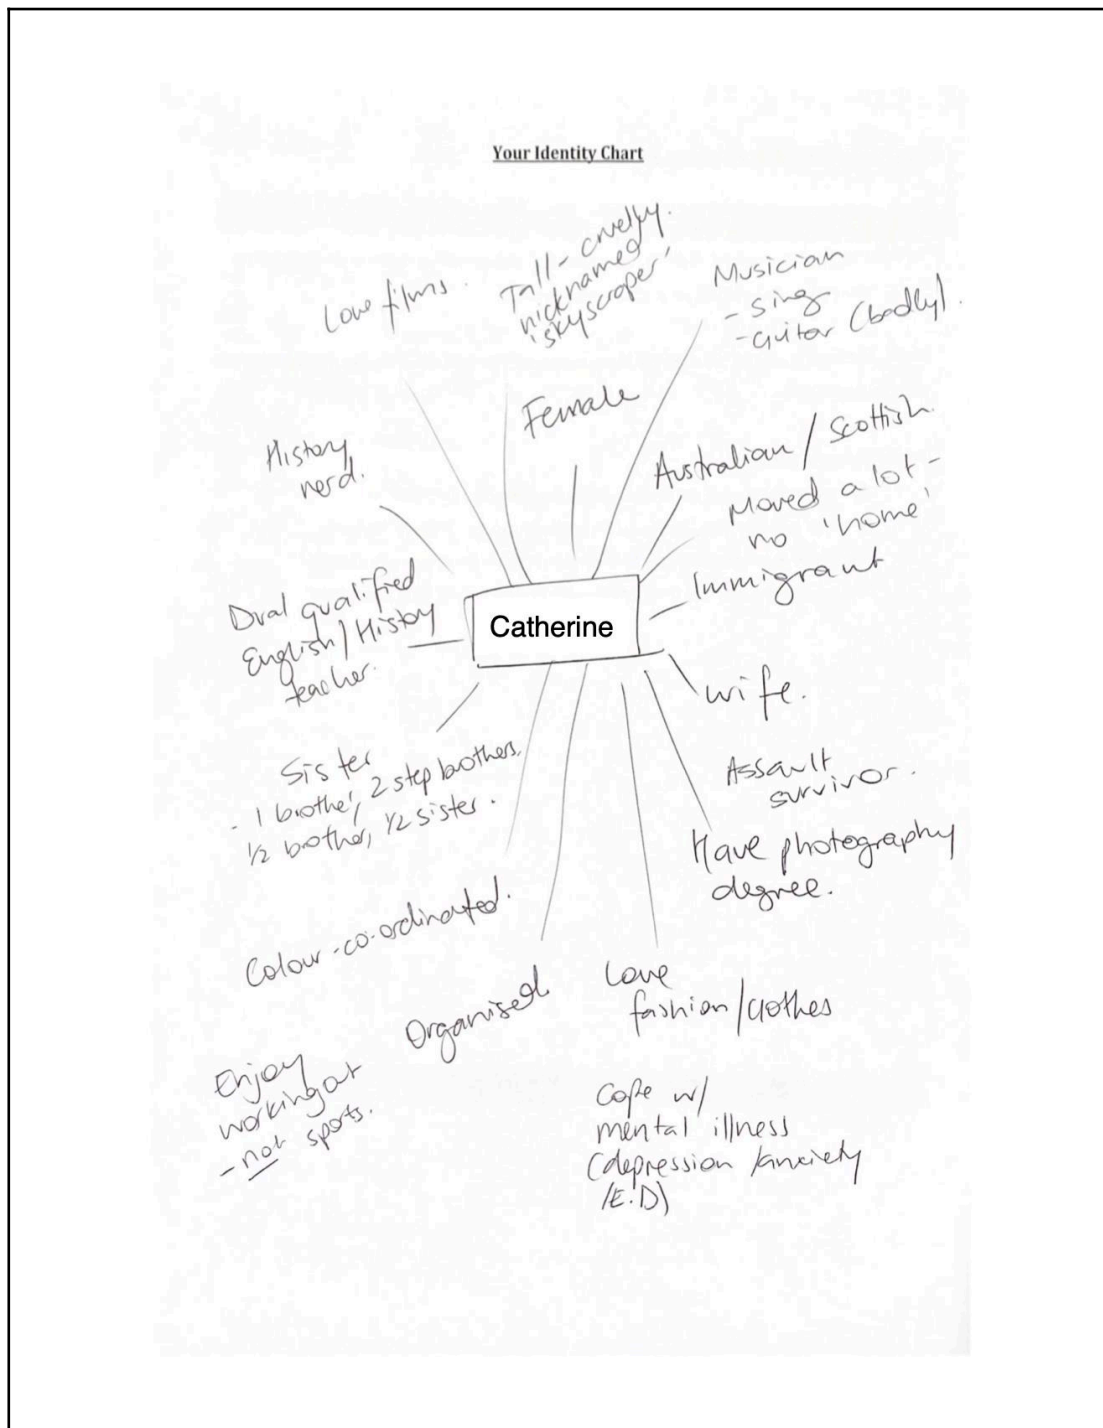 Your Identity Chart
Love films.
Tall - cruelly
nicknamed
'skyscraper'
Musician
- sing
- guitar (badly).
Female
History
nerd.
Australian / Scottish
Moved a lot -
no 'home'
Immigrant
Dual qualified
English / History
teacher.
Catherine
wife.
Sister
- 1 brother, 2 step brothers,
1/2 brother, 1/2 sister.
Assault
survivor.
Have photography
degree.
Colour-co-ordinated.
Organised
Love
fashion/clothes
Enjoy
working out
- not sports.
Cope w/
mental illness
(depression /anxiety
/E.D)